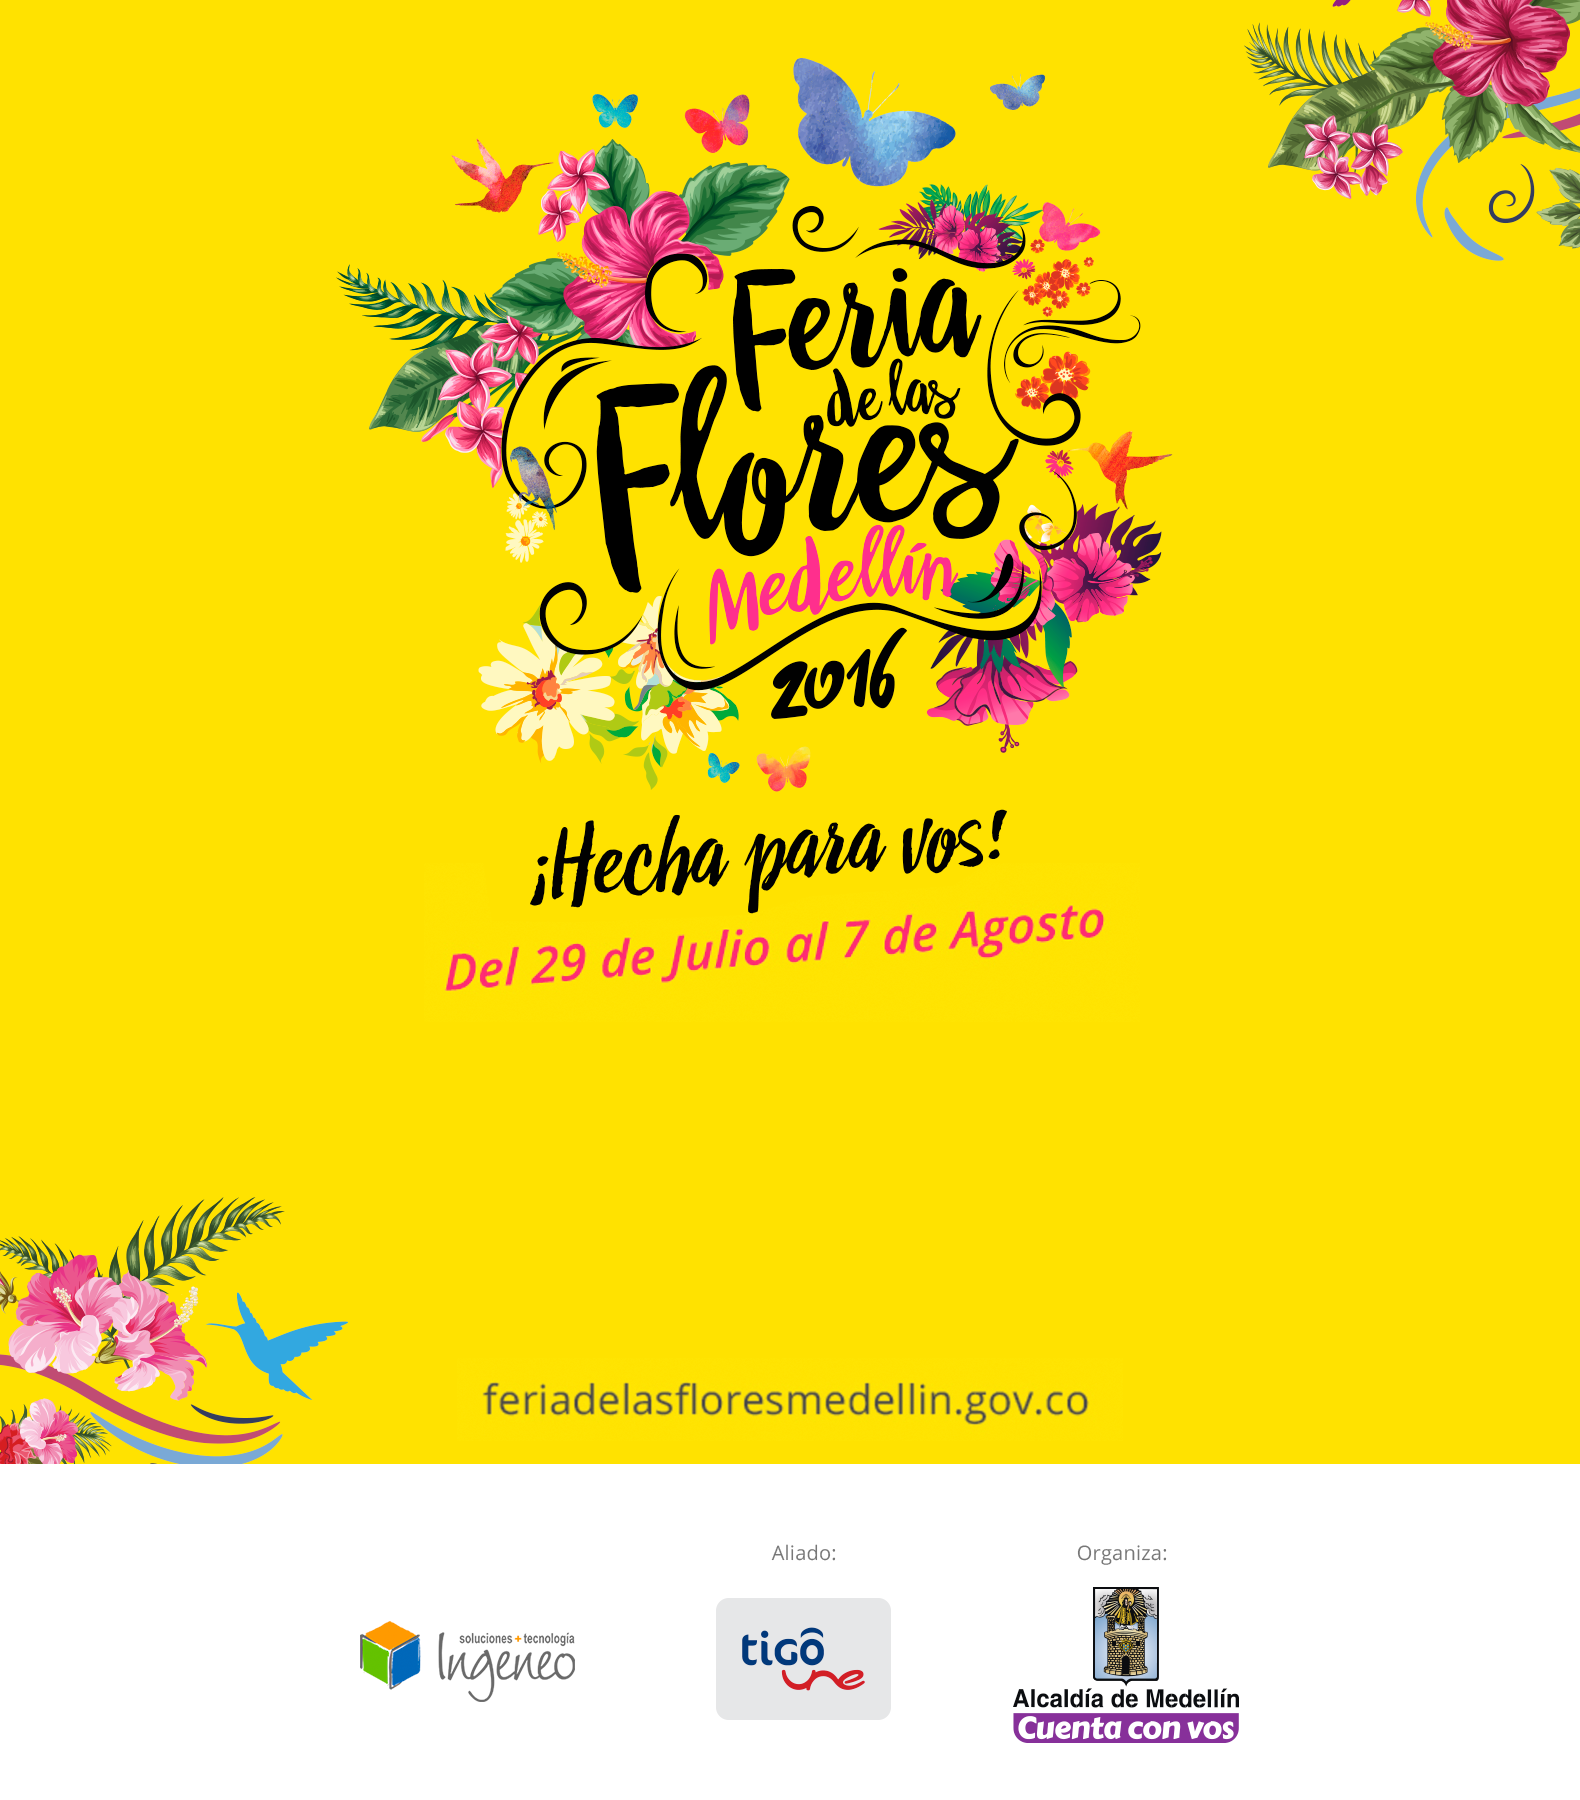 Feria
de las
Flores
Medellín
2016
¡Hecha para vos!
Del 29 de Julio al 7 de Agosto
feriadelasfloresmedellin.gov.co
Aliado:
Organiza:
soluciones + tecnología
Ingeneo
tigô
une
Alcaldía de Medellín
Cuenta con vos